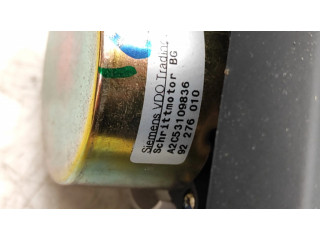 Siemens VDO Trading
Schrittmotor BG
A2C53109836
92 276 010